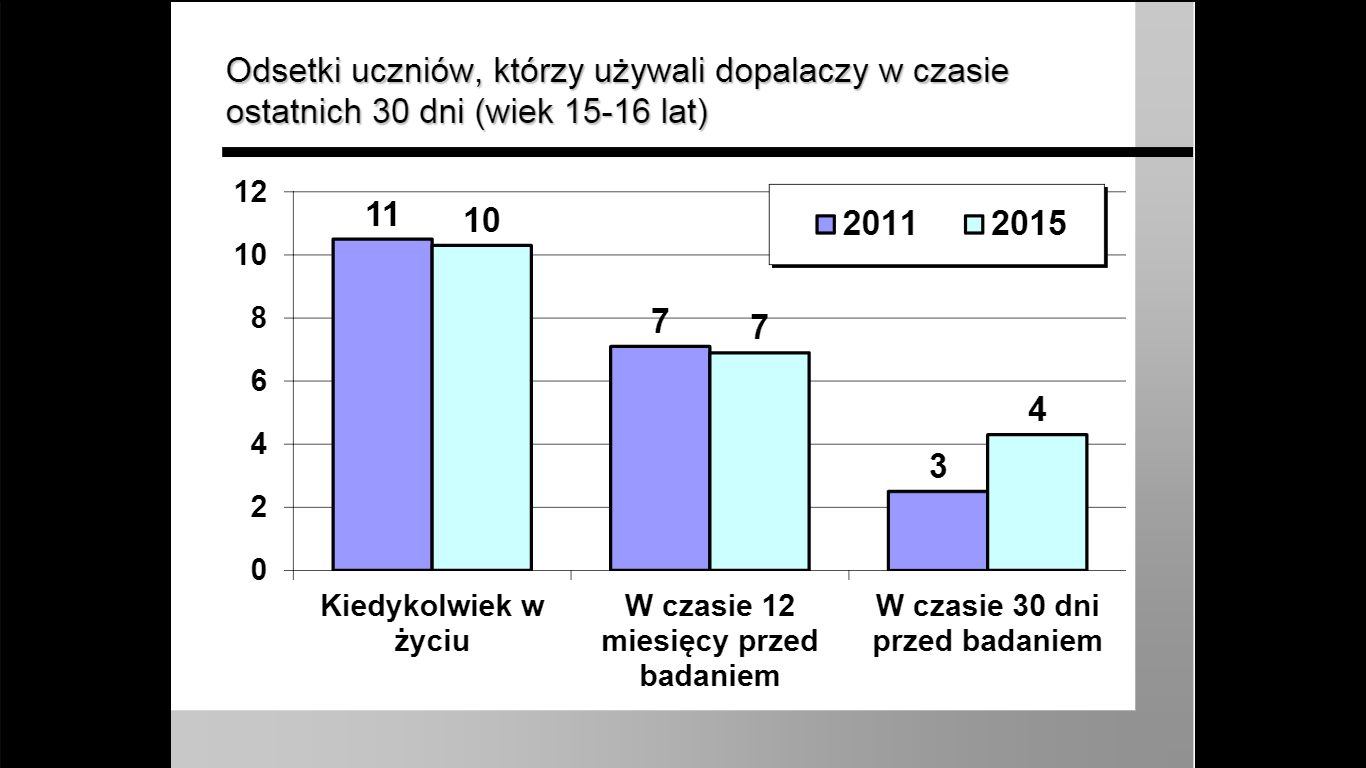 Odsetki uczniów, którzy używali dopalaczy w czasie
ostatnich 30 dni (wiek 15-16 lat)
12
10
8
6
4
2
0
11
10
7
7
3
4
2011
2015
Kiedykolwiek w
życiu
W czasie 12
miesięcy przed
badaniem
W czasie 30 dni
przed badaniem